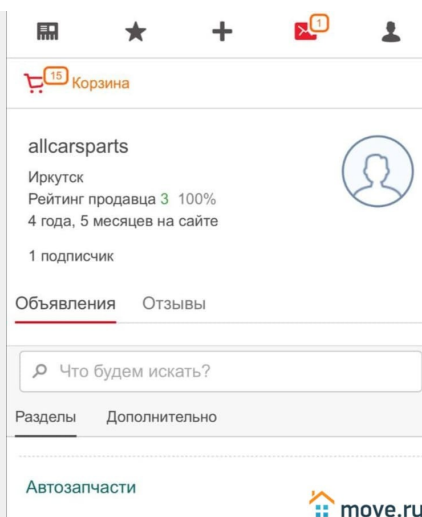 1
15 Корзина
allcarsparts
Иркутск
Рейтинг продавца 3 100%
4 года, 5 месяцев на сайте
1 подписчик
Объявления Отзывы
Что будем искать?
Разделы Дополнительно
Автозапчасти
move.ru